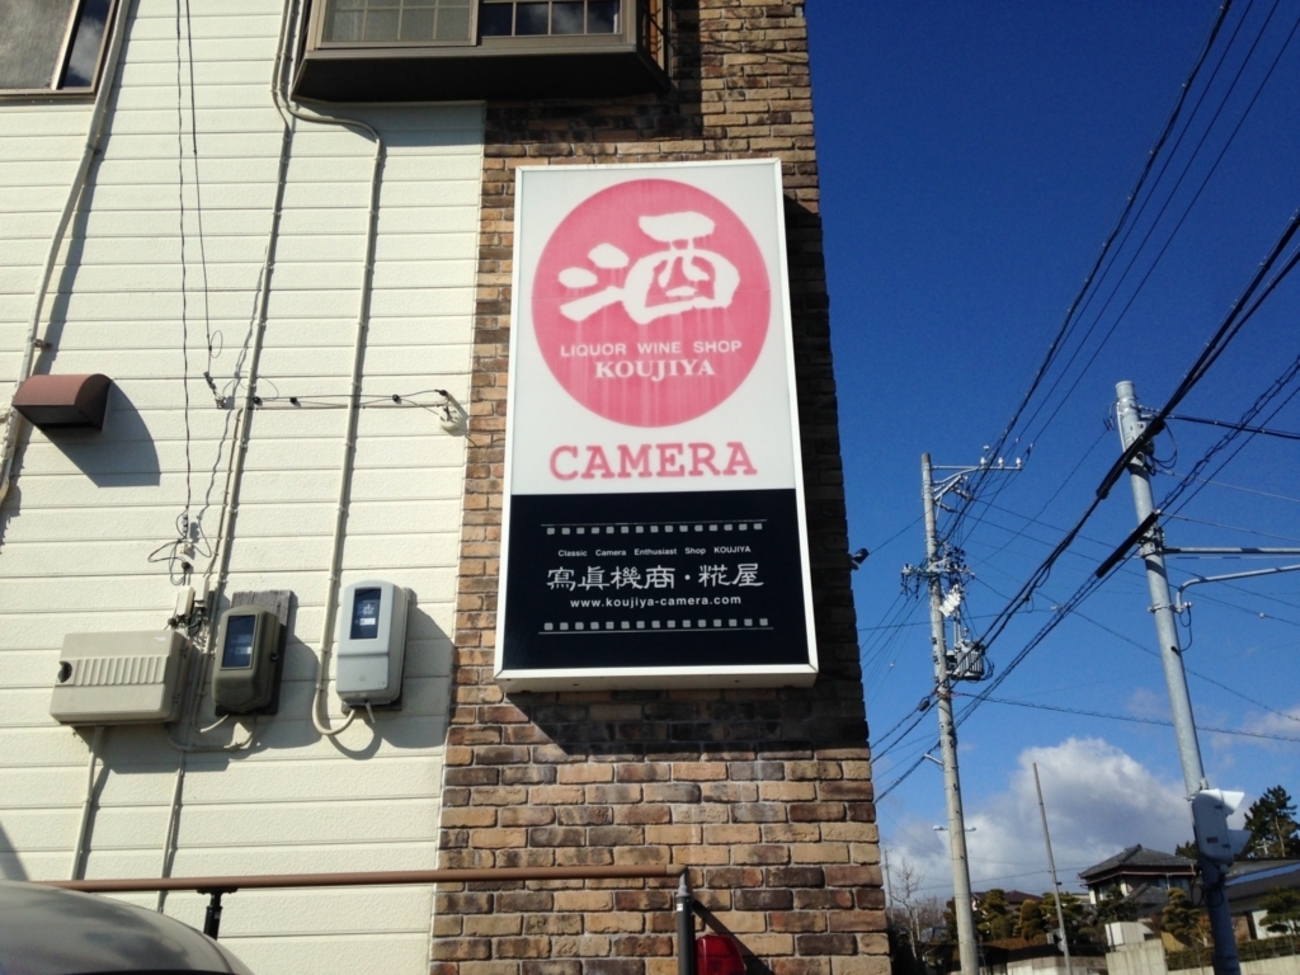 酒
LIQUOR WINE SHOP
KOUJIYA
CAMERA
Classic Camera Enthusiast Shop KOUJIYA
寫眞機商・糀屋
www.koujiya-camera.com